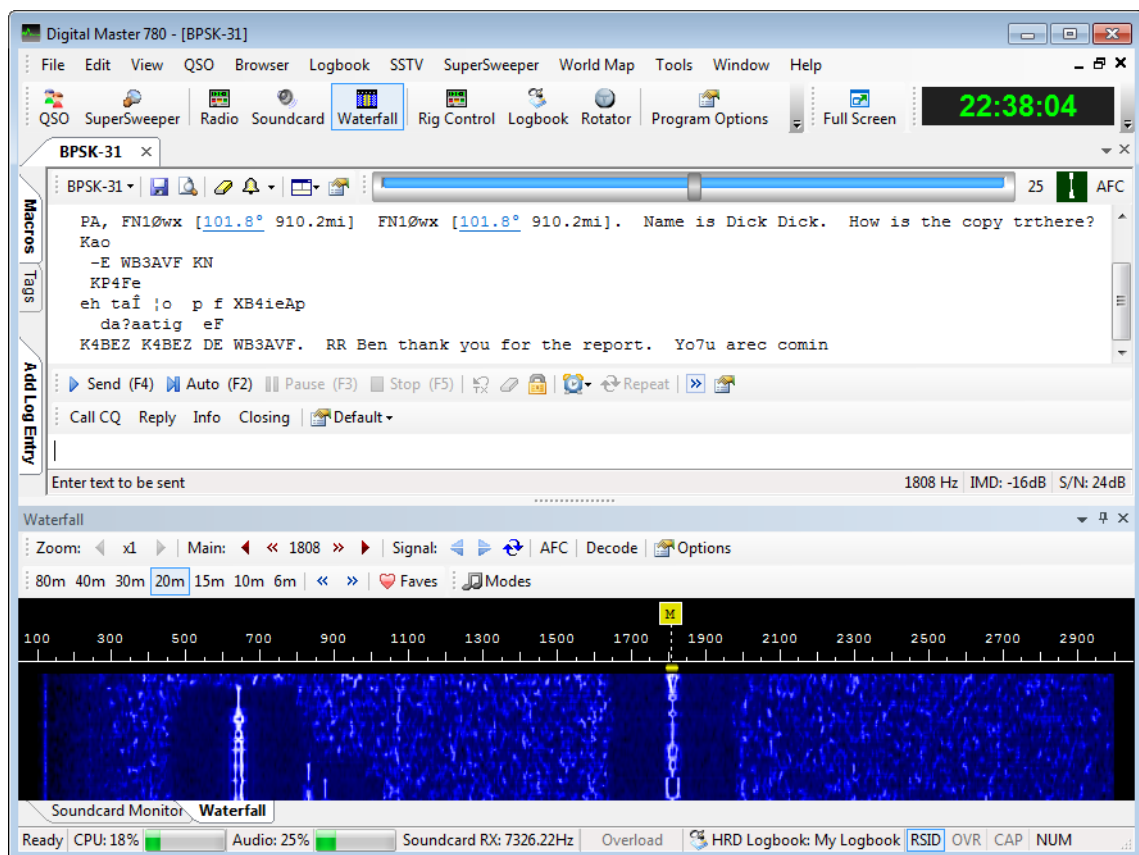 Digital Master 780 - [BPSK-31]
File Edit View QSO Browser Logbook SSTV SuperSweeper World Map Tools Window Help
QSO SuperSweeper Radio Soundcard Waterfall Rig Control Logbook Rotator Program Options Full Screen 22:38:04
BPSK-31
BPSK-31 25 AFC
Macros
Tags
Add Log Entry
PA, FN1Øwx [101.8° 910.2mi] FN1Øwx [101.8° 910.2mi]. Name is Dick Dick. How is the copy trthere?
Kao
-E WB3AVF KN
KP4Fe
eh taÎ ¦o p f XB4ieAp
da?aatig eF
K4BEZ K4BEZ DE WB3AVF. RR Ben thank you for the report. Yo7u arec comin
Send (F4) Auto (F2) Pause (F3) Stop (F5) Repeat
Call CQ Reply Info Closing Default
Enter text to be sent 1808 Hz IMD: -16dB S/N: 24dB
Waterfall
Zoom: x1 Main: 1808 Signal: AFC Decode Options
80m 40m 30m 20m 15m 10m 6m Faves Modes
M
100 300 500 700 900 1100 1300 1500 1700 1900 2100 2300 2500 2700 2900
Soundcard Monitor Waterfall
Ready CPU: 18% Audio: 25% Soundcard RX: 7326.22Hz Overload HRD Logbook: My Logbook RSID OVR CAP NUM